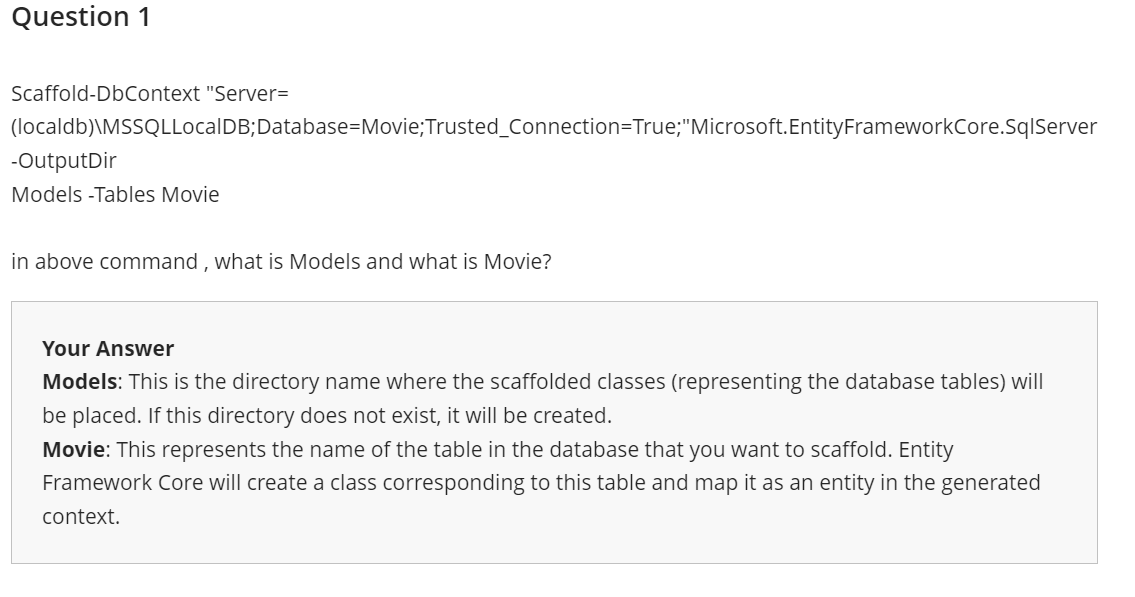 Question 1
Scaffold-DbContext "Server=
(localdb)\MSSQLLocalDB;Database=Movie;Trusted_Connection=True;"Microsoft.EntityFrameworkCore.SqlServer
-OutputDir
Models -Tables Movie
in above command , what is Models and what is Movie?
Your Answer
Models: This is the directory name where the scaffolded classes (representing the database tables) will
be placed. If this directory does not exist, it will be created.
Movie: This represents the name of the table in the database that you want to scaffold. Entity
Framework Core will create a class corresponding to this table and map it as an entity in the generated
context.